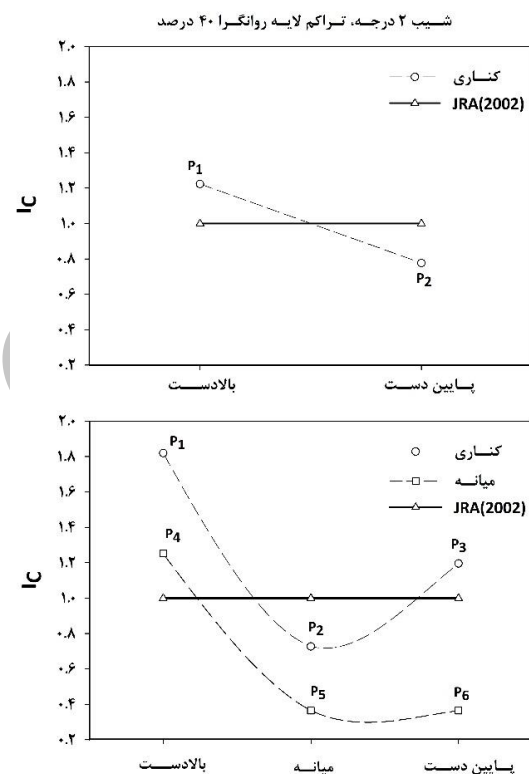 شیب ۲ درجه، تراکم لایه روانگرا ۴۰ درصد
۲.۰
۱.۸
۱.۶
۱.۴
۱.۲
۱.۰
۰.۸
۰.۶
۰.۴
۰.۲
IC
کناری
JRA(2002)
P1
P2
بالادست
پایین دست
۲.۰
۱.۸
۱.۶
۱.۴
۱.۲
۱.۰
۰.۸
۰.۶
۰.۴
۰.۲
IC
کناری
میانه
JRA(2002)
P1
P4
P3
P2
P5
P6
بالادست
میانه
پایین دست